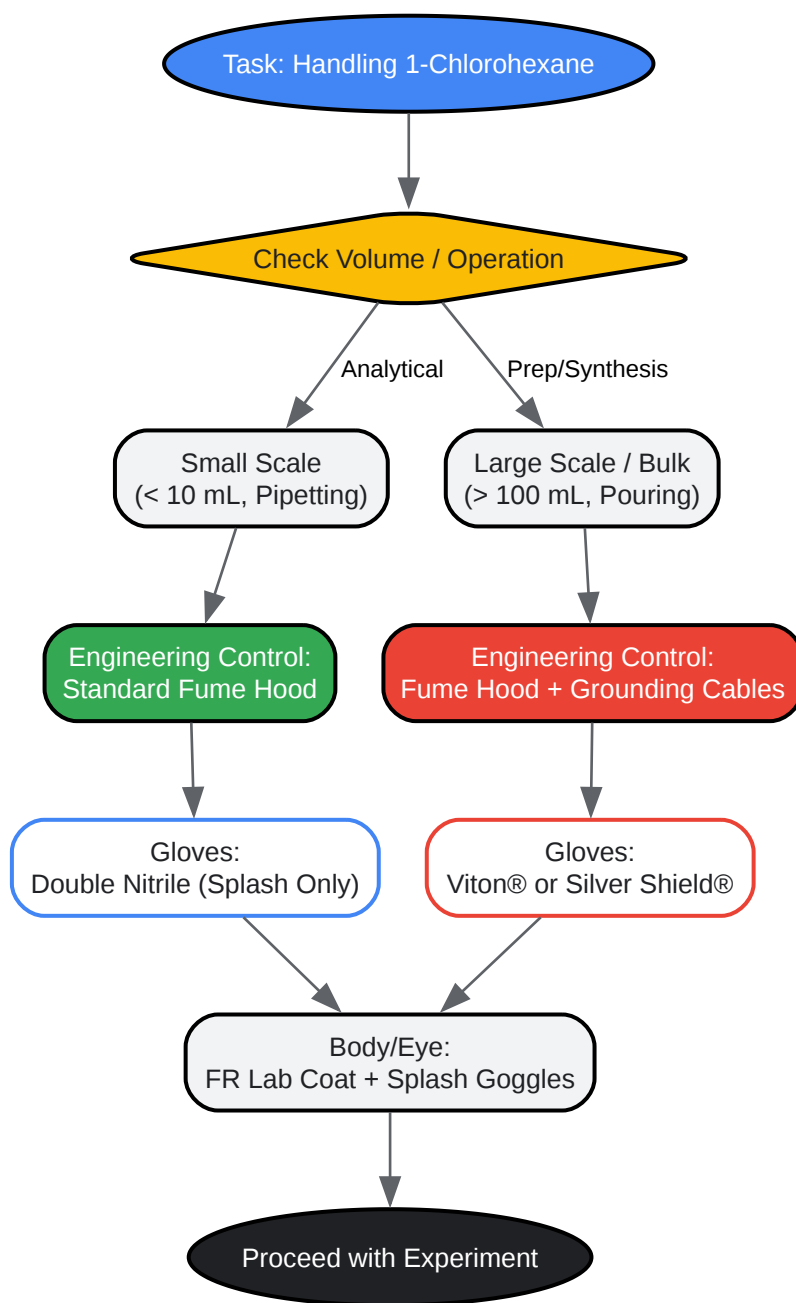 Task: Handling 1-Chlorohexane
Check Volume / Operation
Analytical
Prep/Synthesis
Small Scale
(< 10 mL, Pipetting)
Large Scale / Bulk
(> 100 mL, Pouring)
Engineering Control:
Standard Fume Hood
Engineering Control:
Fume Hood + Grounding Cables
Gloves:
Double Nitrile (Splash Only)
Gloves:
Viton® or Silver Shield®
Body/Eye:
FR Lab Coat + Splash Goggles
Proceed with Experiment